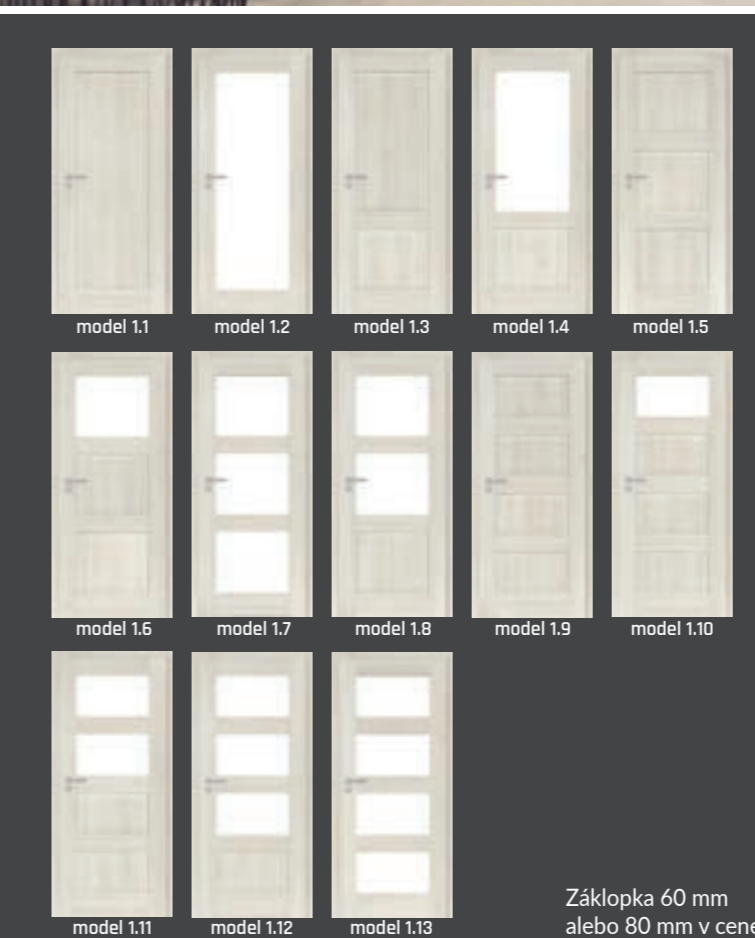 model 1.1 model 1.2 model 1.3 model 1.4 model 1.5
model 1.6 model 1.7 model 1.8 model 1.9 model 1.10
model 1.11 model 1.12 model 1.13
Záklopka 60 mm
alebo 80 mm v cene